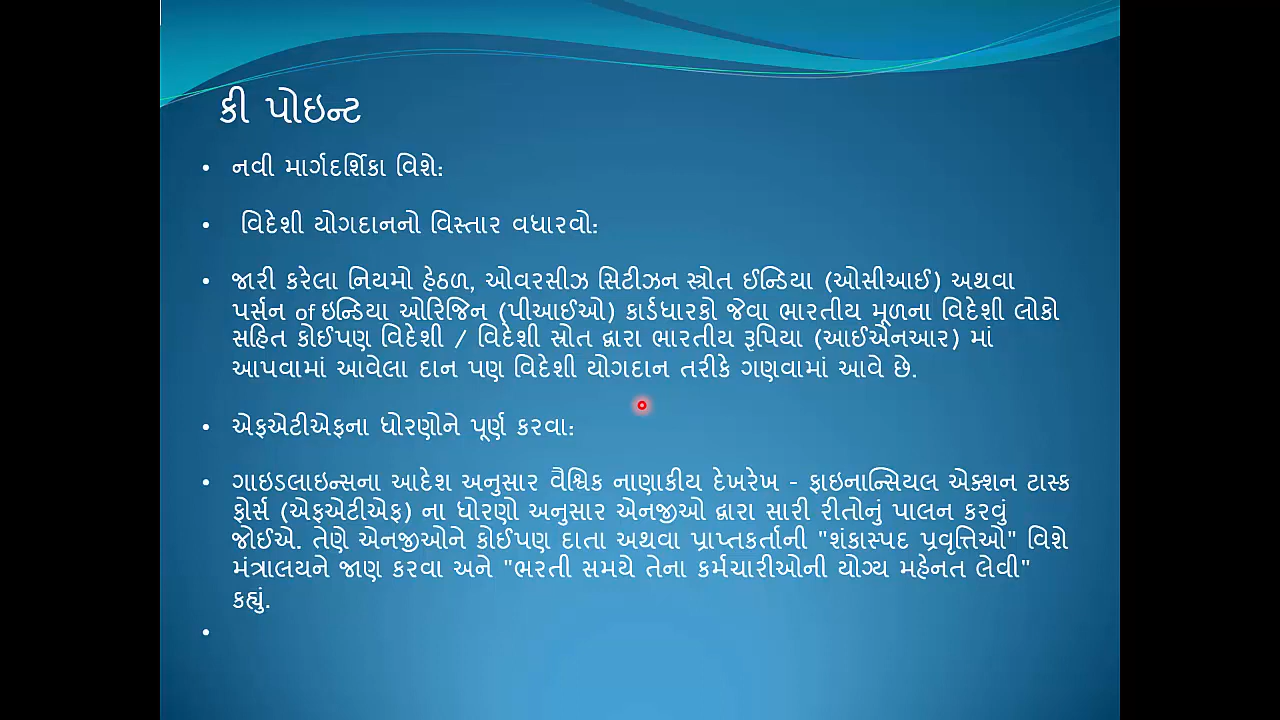 કી પોઇન્ટ
• નવી માર્ગદર્શિકા વિશે:
• વિદેશી યોગદાનનો વિસ્તાર વધારવો:
• જારી કરેલા નિયમો હેઠળ, ઓવરસીઝ સિટીઝન સ્રોત ઈન્ડિયા (ઓસીઆઈ) અથવા
પર્સન of ઇન્ડિયા ઓરિજિન (પીઆઈઓ) કાર્ડધારકો જેવા ભારતીય મૂળના વિદેશી લોકો
સહિત કોઈપણ વિદેશી / વિદેશી સ્રોત દ્વારા ભારતીય રૂપિયા (આઈએનઆર) માં
આપવામાં આવેલા દાન પણ વિદેશી યોગદાન તરીકે ગણવામાં આવે છે.
• એફએટીએફના ધોરણોને પૂર્ણ કરવા:
• ગાઇડલાઇન્સના આદેશ અનુસાર વૈશ્વિક નાણાકીય દેખરેખ - ફાઇનાન્સિયલ એક્શન ટાસ્ક
ફોર્સ (એફએટીએફ) ના ધોરણો અનુસાર એનજીઓ દ્વારા સારી રીતોનું પાલન કરવું
જોઈએ. તેણે એનજીઓને કોઈપણ દાતા અથવા પ્રાપ્તકર્તાની "શંકાસ્પદ પ્રવૃત્તિઓ" વિશે
મંત્રાલયને જાણ કરવા અને "ભરતી સમયે તેના કર્મચારીઓની યોગ્ય મહેનત લેવી"
કહ્યું.
•